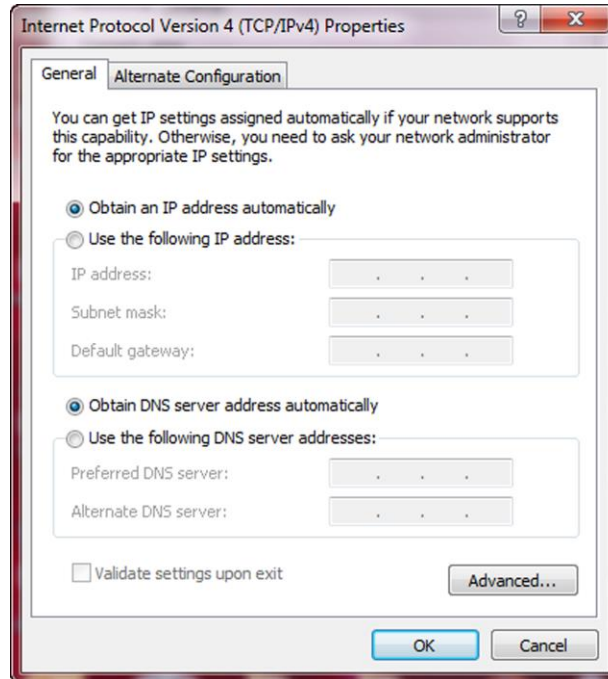 Internet Protocol Version 4 (TCP/IPv4) Properties
General
Alternate Configuration
You can get IP settings assigned automatically if your network supports
this capability. Otherwise, you need to ask your network administrator
for the appropriate IP settings.
Obtain an IP address automatically
Use the following IP address:
IP address:
Subnet mask:
Default gateway:
Obtain DNS server address automatically
Use the following DNS server addresses:
Preferred DNS server:
Alternate DNS server:
Validate settings upon exit
Advanced...
OK
Cancel